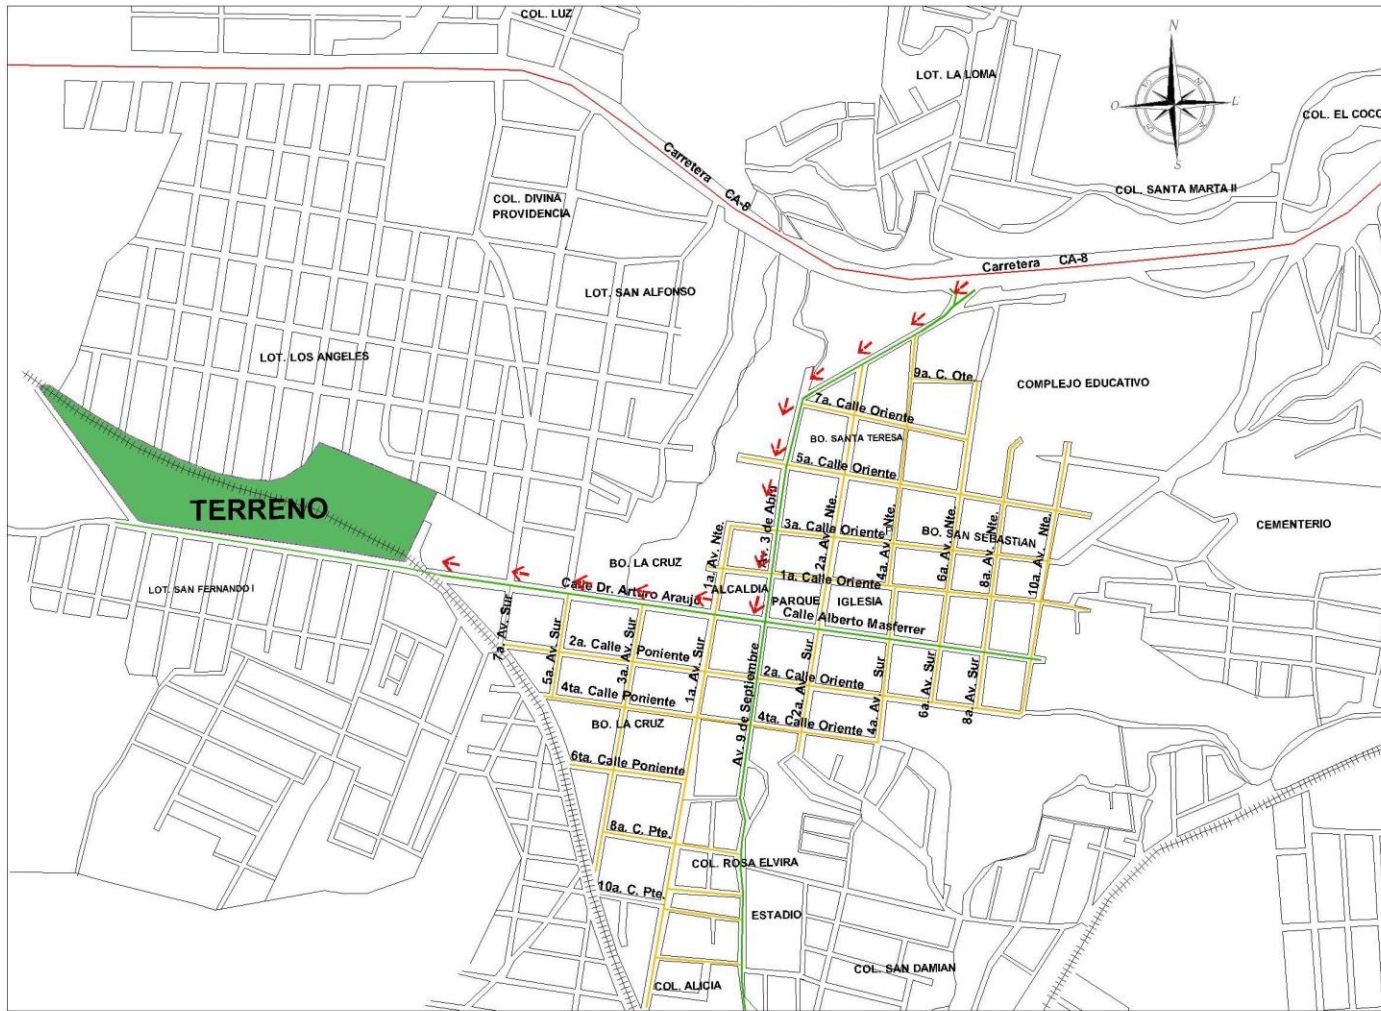 COL. LUZ
N
LOT. LA LOMA
O
E
COL. EL COCO
S
Carretera CA-8
COL. SANTA MARTA II
COL. DIVINA
PROVIDENCIA
Carretera CA-8
LOT. SAN ALFONSO
LOT. LOS ANGELES
9a. C. Ote.
COMPLEJO EDUCATIVO
7a. Calle Oriente
BO. SANTA TERESA
5a. Calle Oriente
TERRENO
Av. 3 de Abril
2a. Av. Nte.
4a. Av. Nte.
6a. Av. Nte.
8a. Av. Nte.
10a. Av. Nte.
1a. Av. Nte.
3a. Calle Oriente
BO. SAN SEBASTIAN
CEMENTERIO
BO. LA CRUZ
1a. Calle Oriente
LOT. SAN FERNANDO I
Calle Dr. Arturo Araujo
ALCALDIA
PARQUE
IGLESIA
Calle Alberto Masferrer
7a. Av. Sur
5a. Av. Sur
3a. Av. Sur
1a. Av. Sur
2a. Calle Poniente
Av. 9 de Septiembre
2a. Calle Oriente
2a. Av. Sur
4a. Av. Sur
6a. Av. Sur
8a. Av. Sur
4ta. Calle Poniente
BO. LA CRUZ
4ta. Calle Oriente
6ta. Calle Poniente
8a. C. Pte.
COL. ROSA ELVIRA
10a. C. Pte.
ESTADIO
COL. SAN DAMIAN
COL. ALICIA